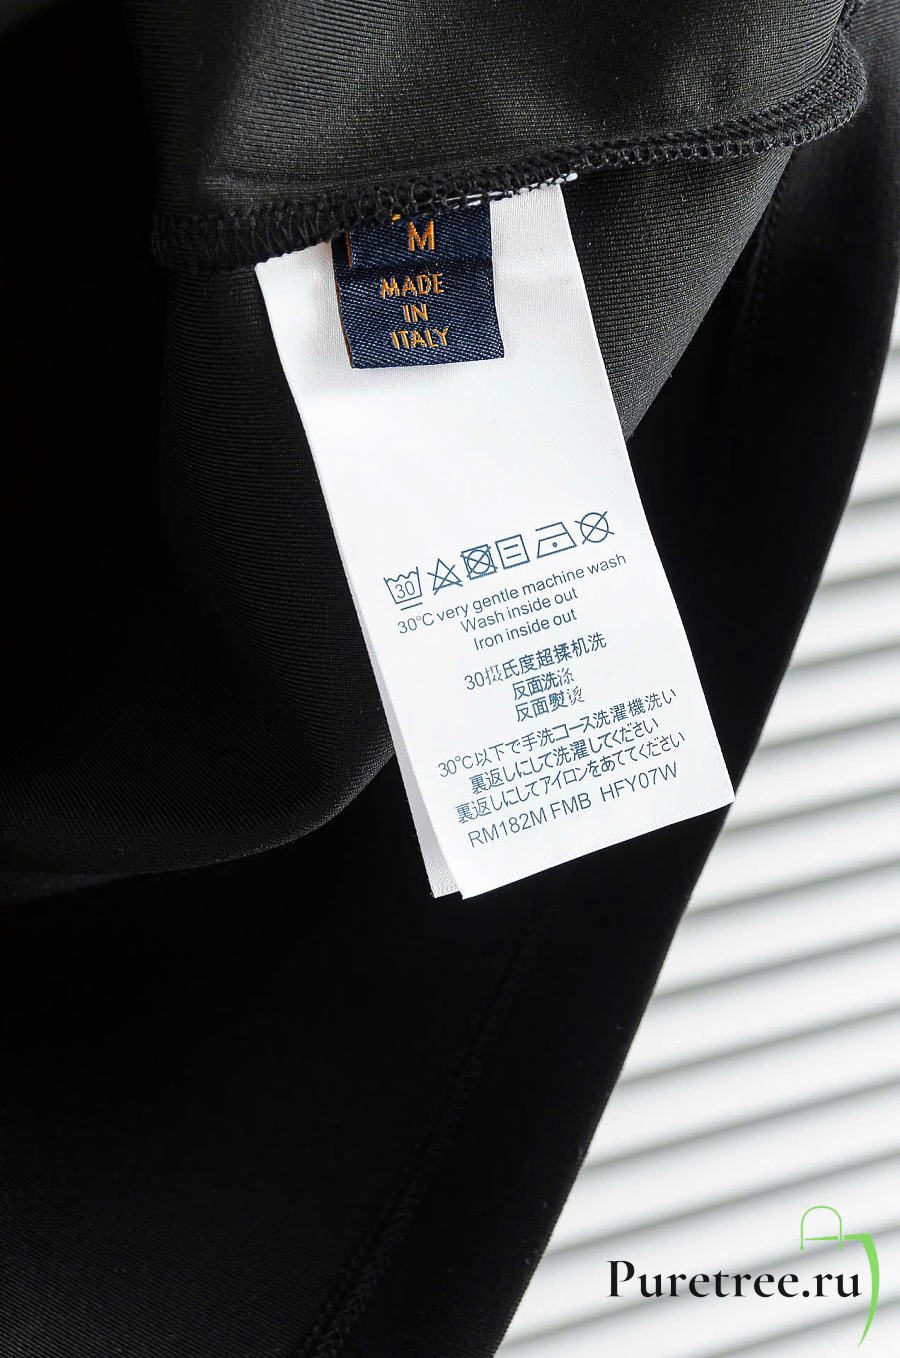 M
MADE
IN
ITALY
30
30°C very gentle machine wash
Wash inside out
Iron inside out
30摄氏度超揉机洗
反面洗涤
反面熨烫
30°C以下で手洗コース洗濯機洗い
裏返しにして洗濯してください
裏返しにしてアイロンをあててください
RM182M FMB HFY07W
Puretree.ru